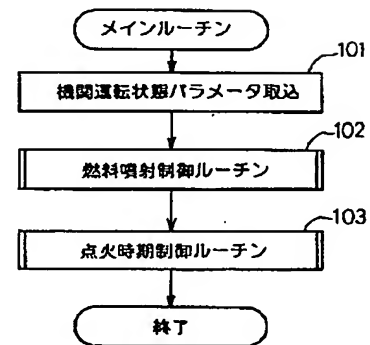 メインルーチン
101
機関運転状態パラメータ取込
102
燃料噴射制御ルーチン
103
点火時期制御ルーチン
終了